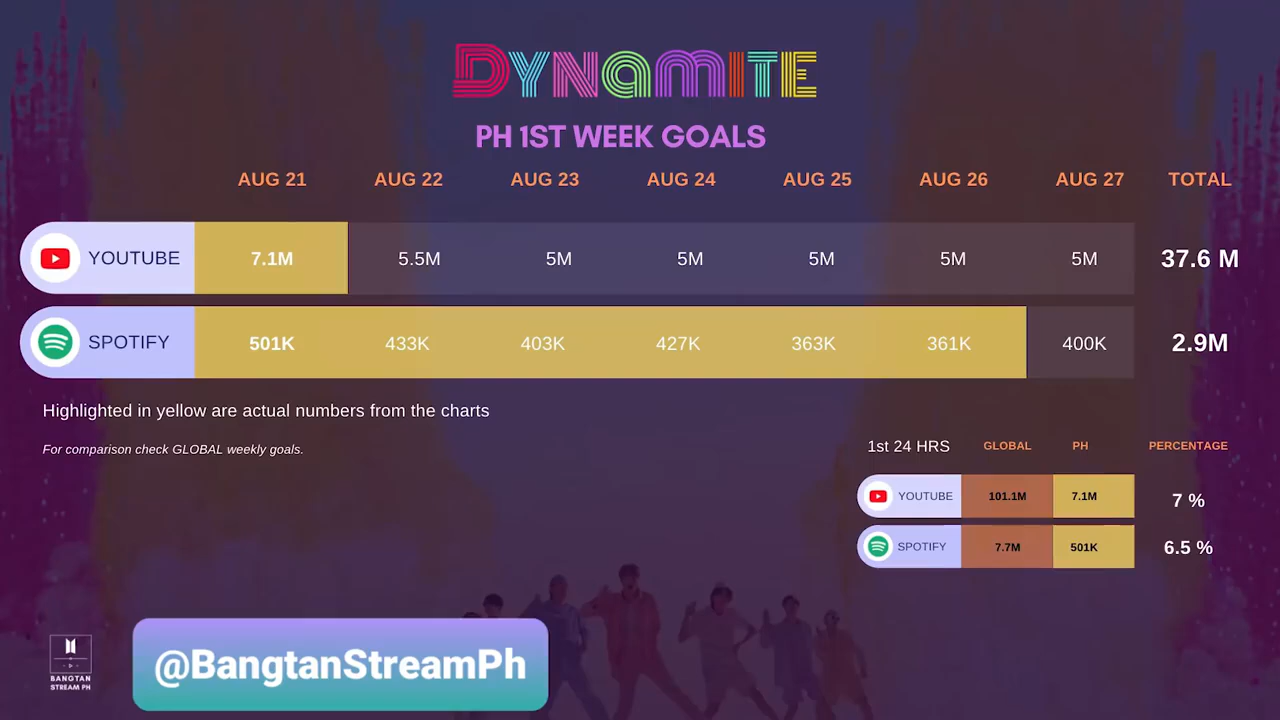 DYNAMITE
PH 1ST WEEK GOALS
AUG 21 AUG 22 AUG 23 AUG 24 AUG 25 AUG 26 AUG 27 TOTAL
YOUTUBE 7.1M 5.5M 5M 5M 5M 5M 5M 37.6 M
SPOTIFY 501K 433K 403K 427K 363K 361K 400K 2.9M
Highlighted in yellow are actual numbers from the charts
For comparison check GLOBAL weekly goals.
1st 24 HRS GLOBAL PH PERCENTAGE
YOUTUBE 101.1M 7.1M 7 %
SPOTIFY 7.7M 501K 6.5 %
BANGTAN
STREAM PH
@BangtanStreamPh